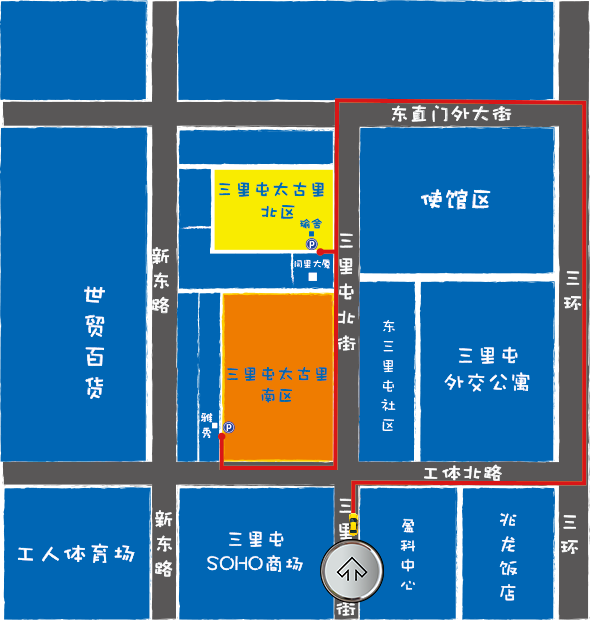 东直门外大街
三里屯太古里
北区
瑜舍
使馆区
三里屯北街
同里大厦
新东路
三环
世贸百货
东三里屯社区
三里屯
外交公寓
三里屯太古里
南区
雅秀
工体北路
工人体育场
新东路
三里屯
SOHO商场
三里
街
盈科中心
兆龙饭店
三环
P
P